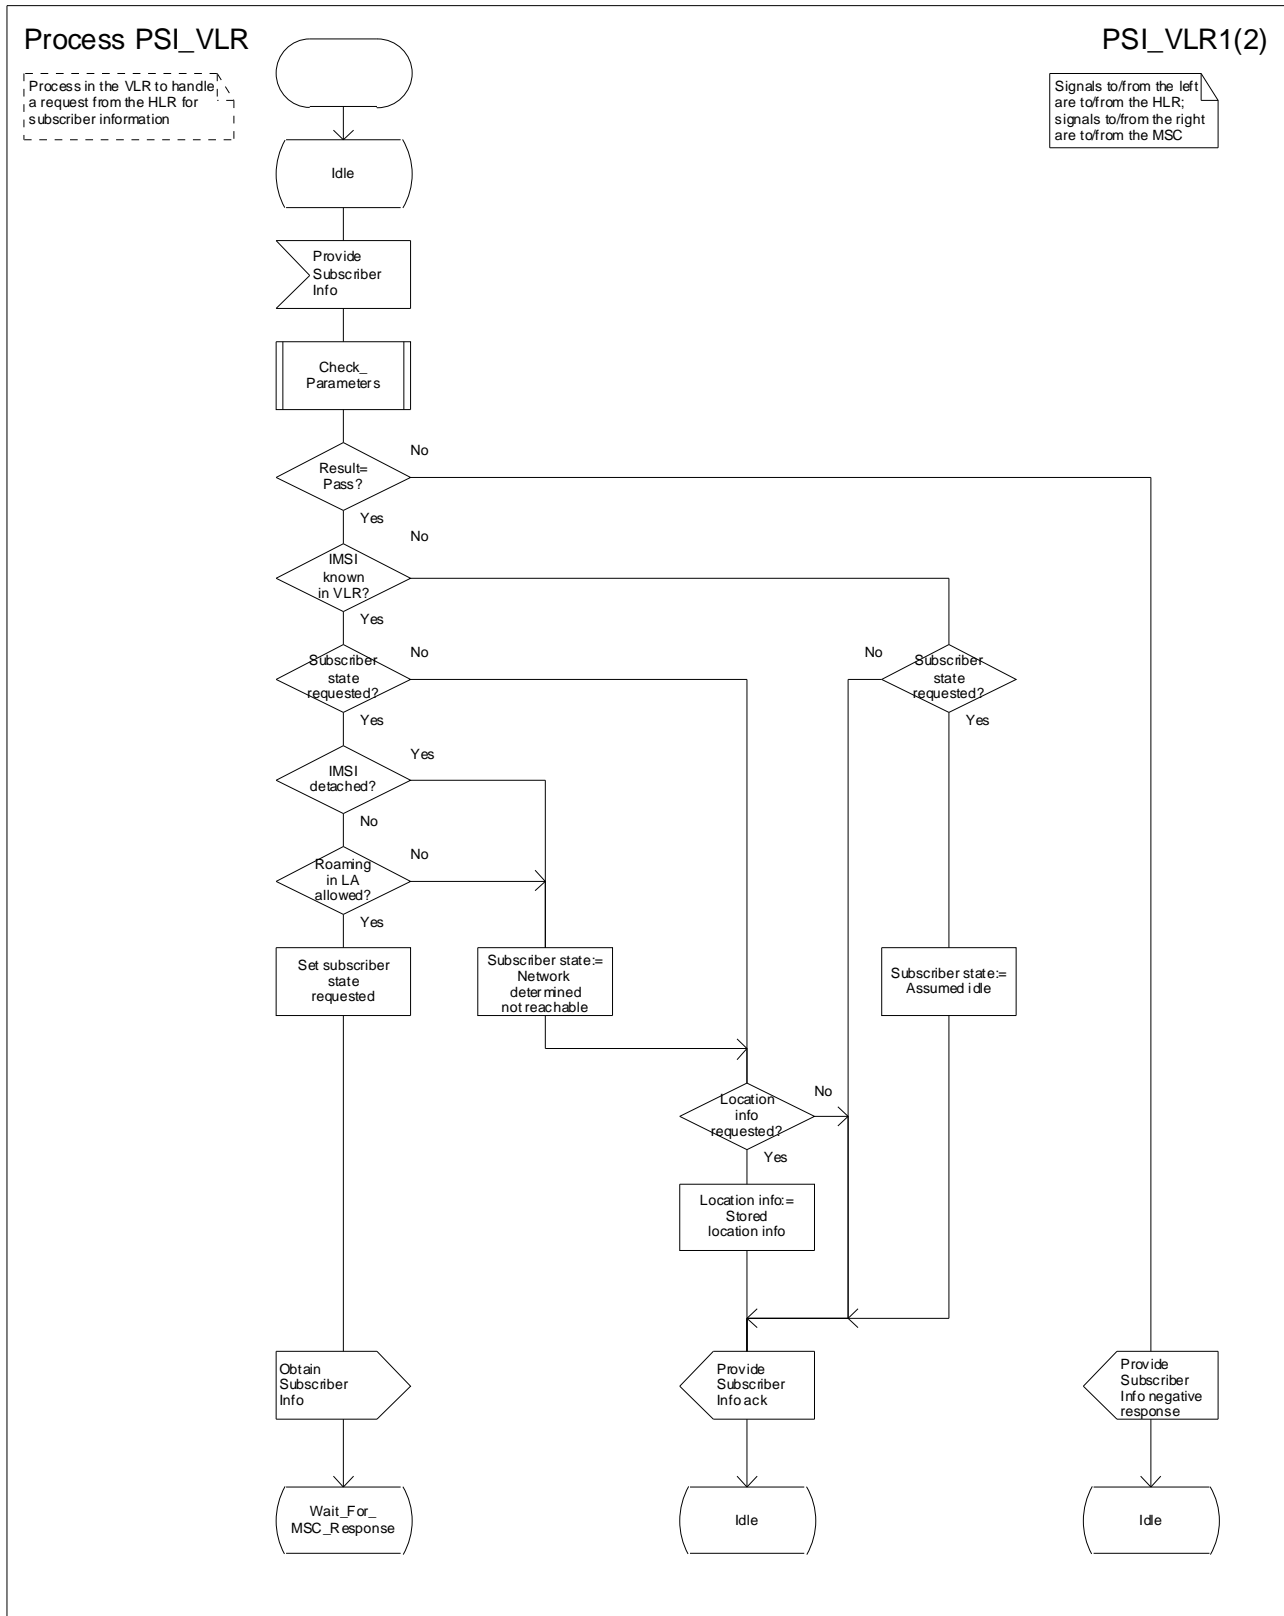 Process PSI_VLR
PSI_VLR1(2)
Process in the VLR to handle
a request from the HLR for
subscriber information
Signals to/from the left
are to/from the HLR;
signals to/from the right
are to/from the MSC
Idle
Provide
Subscriber
Info
Check_
Parameters
No
Result=
Pass?
Yes
No
IMSI
known
in VLR?
Yes
No
Subscriber
state
requested?
Yes
No
Subscriber
state
requested?
Yes
Yes
IMSI
detached?
No
No
Roaming
in LA
allowed?
Yes
Set subscriber
state
requested
Subscriber state:=
Network
determined
not reachable
Subscriber state:=
Assumed idle
No
Location
info
requested?
Yes
Location info:=
Stored
location info
Obtain
Subscriber
Info
Provide
Subscriber
Info ack
Provide
Subscriber
Info negative
response
Wait_For_
MSC_Response
Idle
Idle